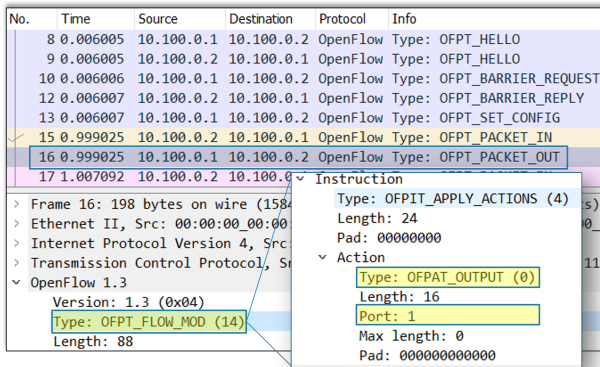 No. Time Source Destination Protocol Info
8 0.006005 10.100.0.1 10.100.0.2 OpenFlow Type: OFPT_HELLO
9 0.006005 10.100.0.2 10.100.0.1 OpenFlow Type: OFPT_HELLO
10 0.006006 10.100.0.1 10.100.0.2 OpenFlow Type: OFPT_BARRIER_REQUEST
12 0.006007 10.100.0.2 10.100.0.1 OpenFlow Type: OFPT_BARRIER_REPLY
13 0.006007 10.100.0.1 10.100.0.2 OpenFlow Type: OFPT_SET_CONFIG
15 0.999025 10.100.0.2 10.100.0.1 OpenFlow Type: OFPT_PACKET_IN
16 0.999025 10.100.0.1 10.100.0.2 OpenFlow Type: OFPT_PACKET_OUT
17 1.007092 10.100.0.2
Frame 16: 198 bytes on wire (1584
Ethernet II, Src: 00:00:00_00:00:
Internet Protocol Version 4, Src:
Transmission Control Protocol, Sr
OpenFlow 1.3
Version: 1.3 (0x04)
Type: OFPT_FLOW_MOD (14)
Length: 88
Instruction
Type: OFPIT_APPLY_ACTIONS (4)
Length: 24
Pad: 00000000
Action
Type: OFPAT_OUTPUT (0)
Length: 16
Port: 1
Max length: 0
Pad: 000000000000